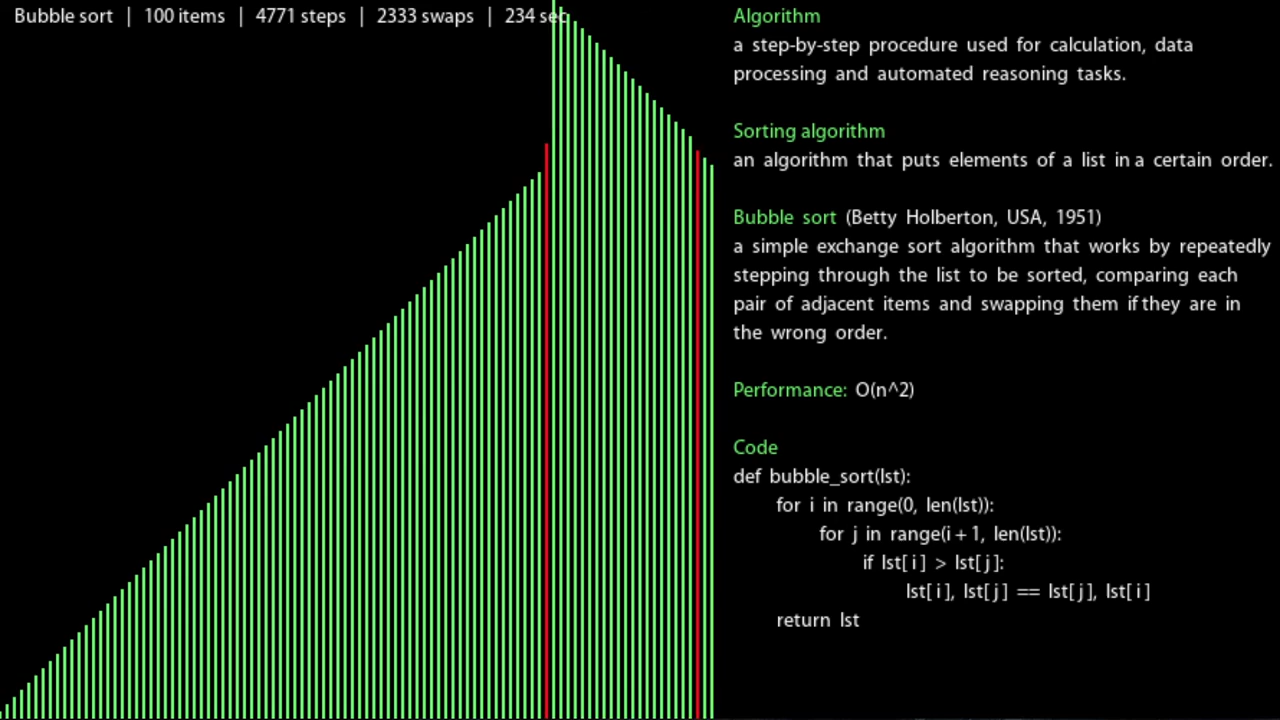 Bubble sort | 100 items | 4771 steps | 2333 swaps | 234 sec
Algorithm
a step-by-step procedure used for calculation, data
processing and automated reasoning tasks.
Sorting algorithm
an algorithm that puts elements of a list in a certain order.
Bubble sort (Betty Holberton, USA, 1951)
a simple exchange sort algorithm that works by repeatedly
stepping through the list to be sorted, comparing each
pair of adjacent items and swapping them if they are in
the wrong order.
Performance: O(n^2)
Code
def bubble_sort(lst):
for i in range(0, len(lst)):
for j in range(i+1, len(lst)):
if lst[i] > lst[j]:
lst[i], lst[j] == lst[j], lst[i]
return lst